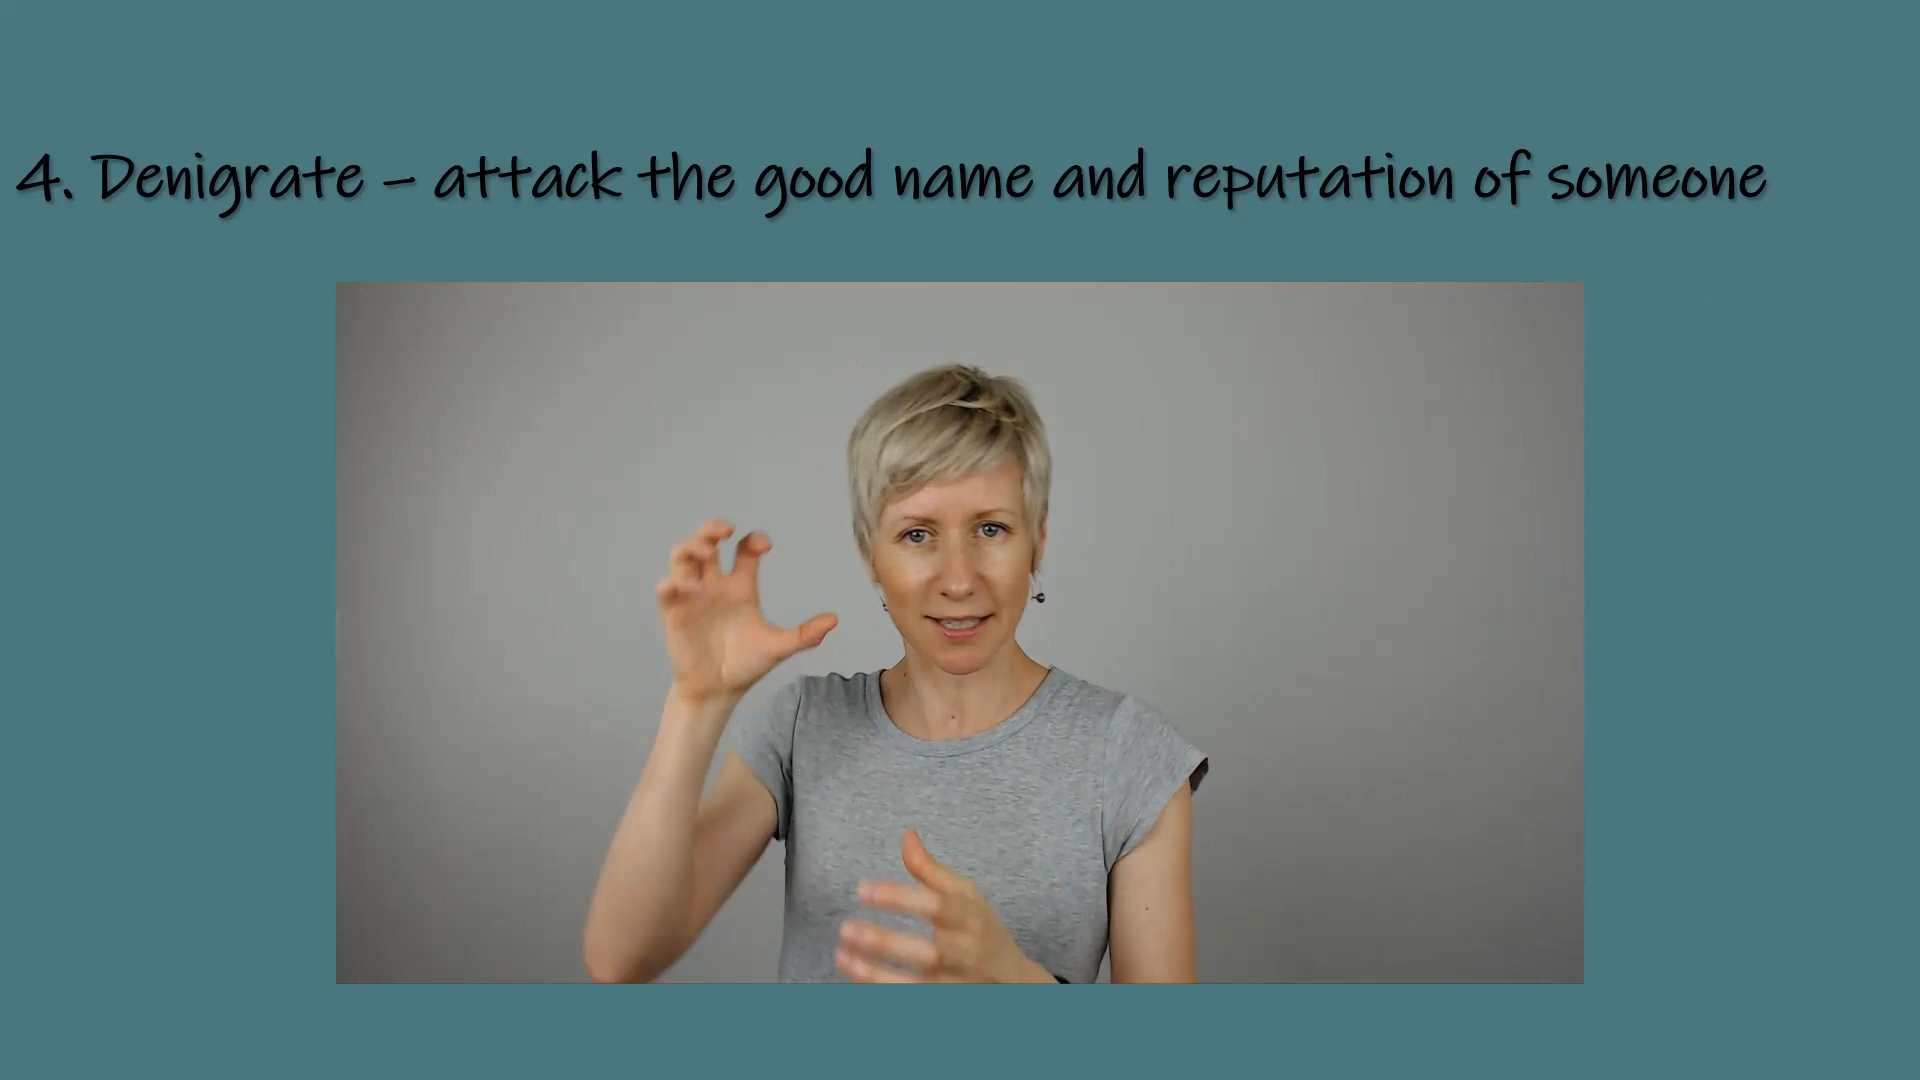 4. Denigrate – attack the good name and reputation of someone